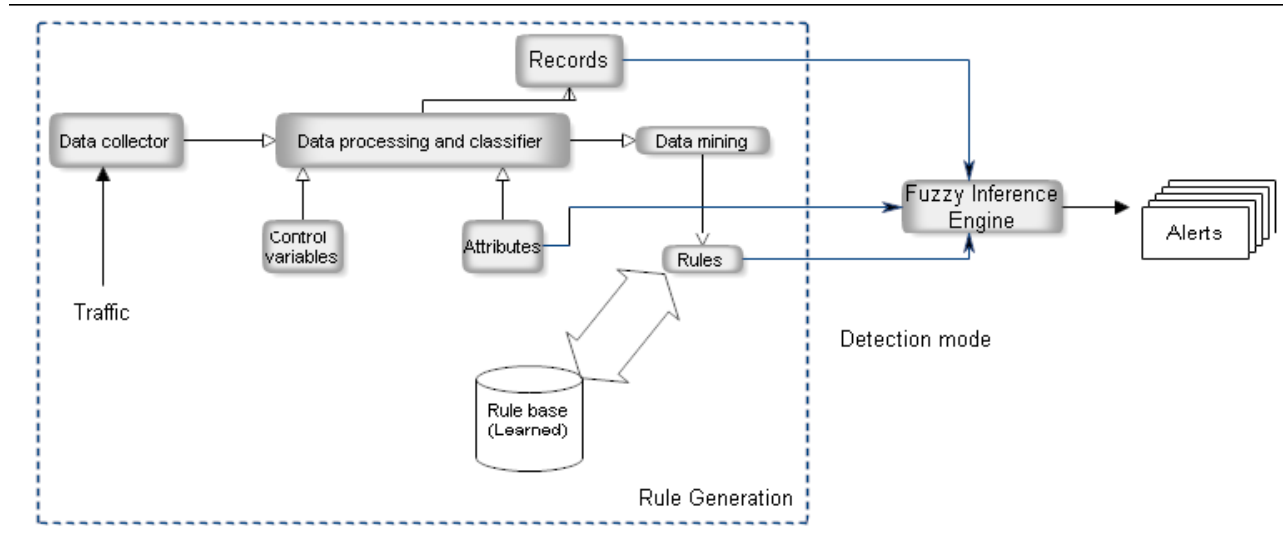 Records
Data collector
Data processing and classifier
Data mining
Fuzzy Inference
Engine
Alerts
Control
variables
Attributes
Rules
Traffic
Detection mode
Rule base
(Learned)
Rule Generation